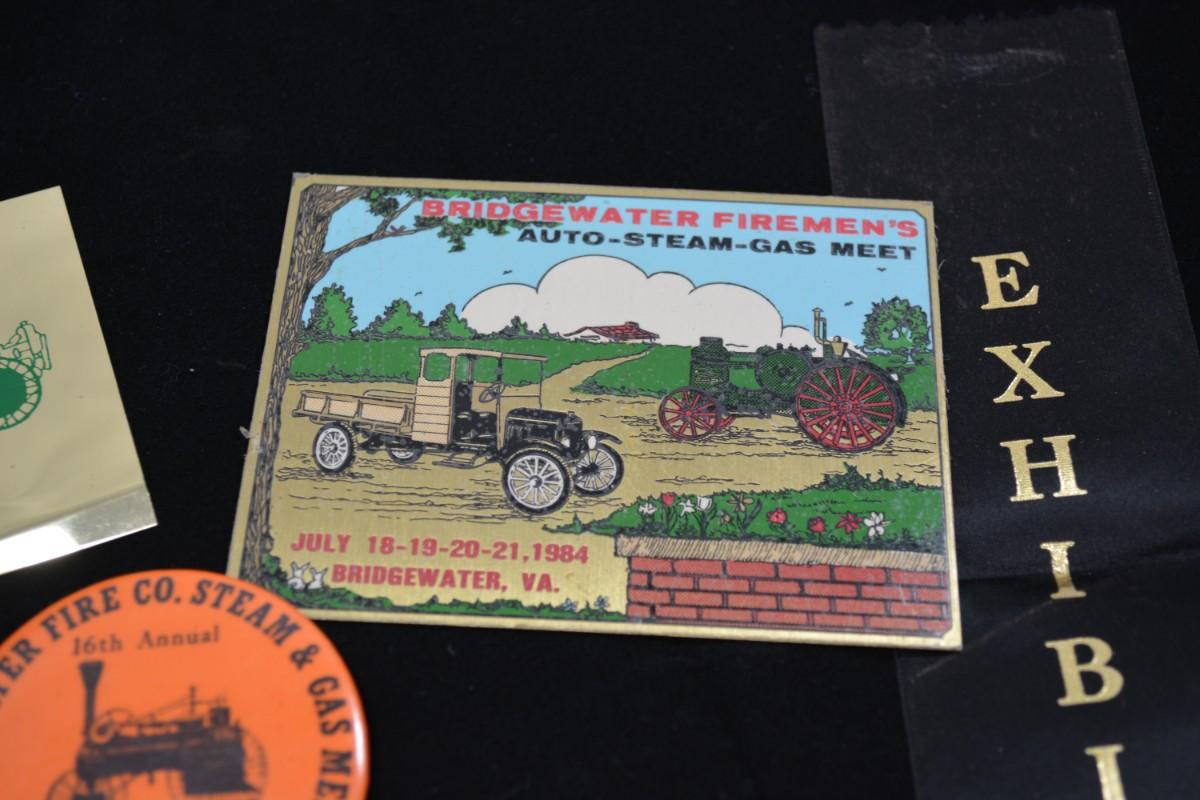 BRIDGEWATER FIREMEN'S
AUTO-STEAM-GAS MEET
JULY 18-19-20-21, 1984
BRIDGEWATER, VA.
FIRE CO. STEAM & GAS
16th Annual
E
X
H
I
B
I